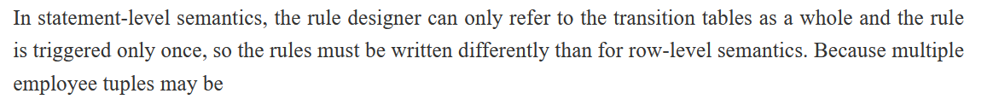 In statement-level semantics, the rule designer can only refer to the transition tables as a whole and the rule
is triggered only once, so the rules must be written differently than for row-level semantics. Because multiple
employee tuples may be